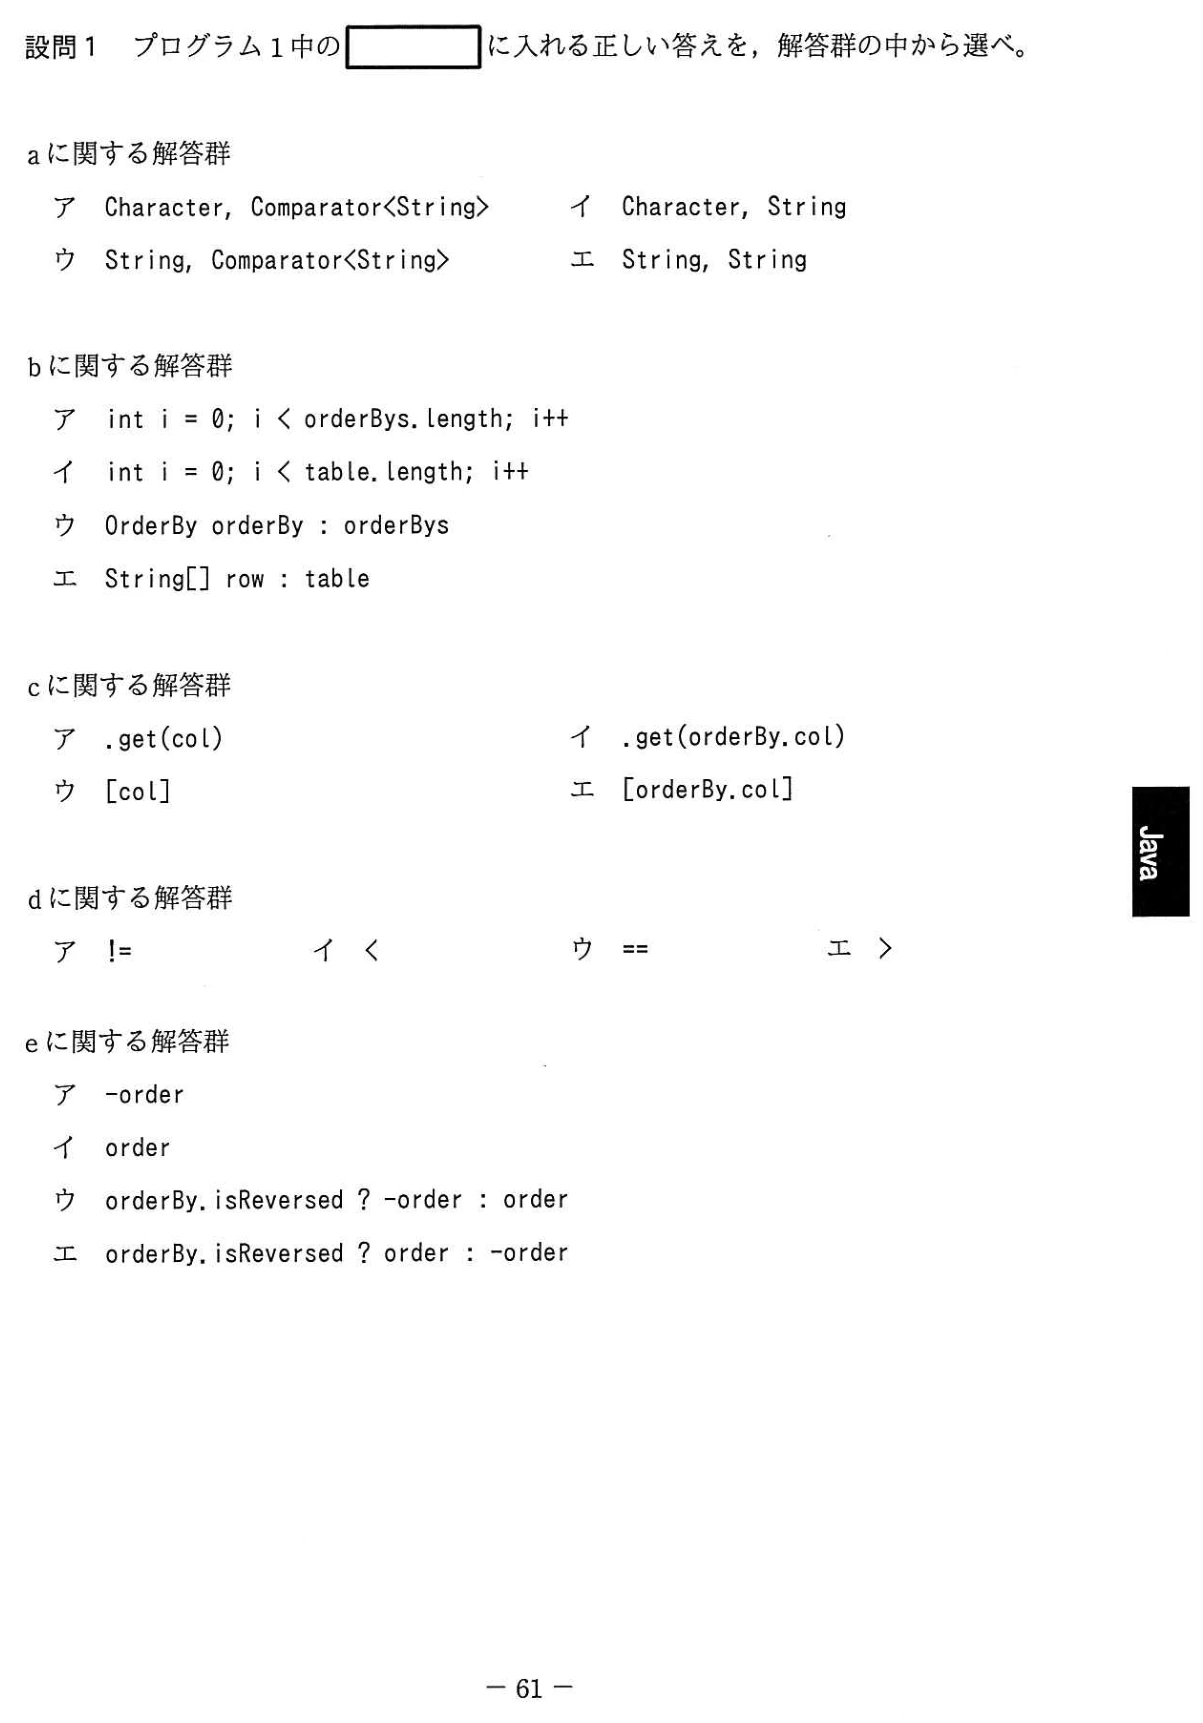 設問1 プログラム1中の に入れる正しい答えを，解答群の中から選べ。
aに関する解答群
ア Character, Comparator<String> イ Character, String
ウ String, Comparator<String> エ String, String
bに関する解答群
ア int i = 0; i < orderBys.length; i++
イ int i = 0; i < table.length; i++
ウ OrderBy orderBy : orderBys
エ String[] row : table
cに関する解答群
ア .get(col) イ .get(orderBy.col)
ウ [col] エ [orderBy.col]
Java
dに関する解答群
ア != イ < ウ == エ >
eに関する解答群
ア -order
イ order
ウ orderBy.isReversed ? -order : order
エ orderBy.isReversed ? order : -order
－ 61 －